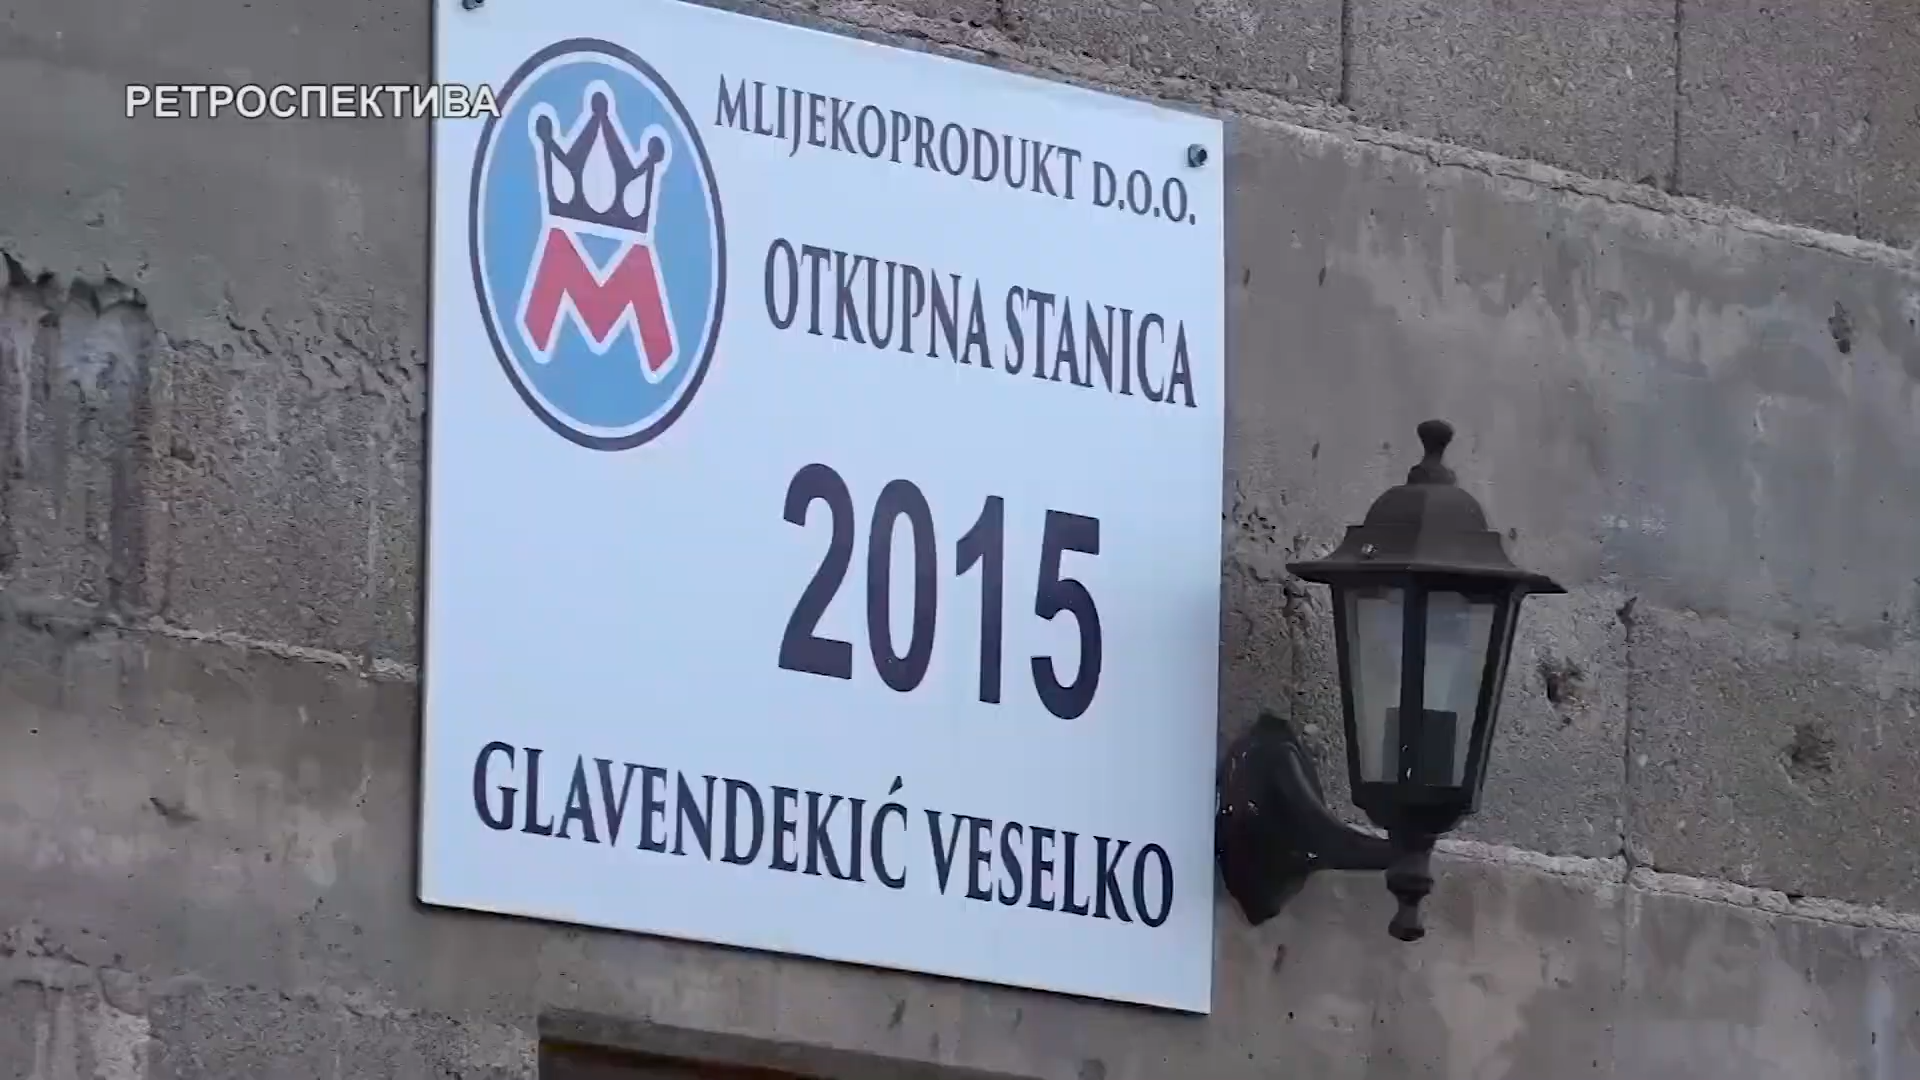 РЕТРОСПЕКТИВА
MLIJEKOPRODUKT D.O.O.
OTKUPNA STANICA
2015
GLAVENDEKIĆ VESELKO